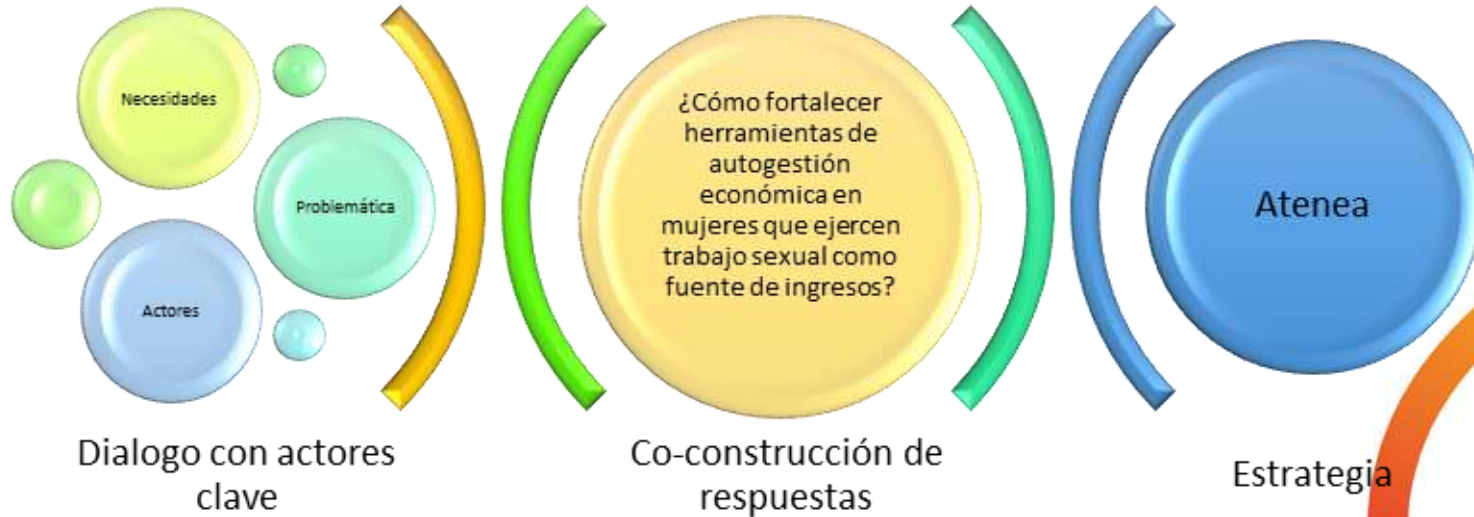 Necesidades
Problemática
Actores
Dialogo con actores
clave
¿Cómo fortalecer
herramientas de
autogestión
económica en
mujeres que ejercen
trabajo sexual como
fuente de ingresos?
Co-construcción de
respuestas
Atenea
Estrategia